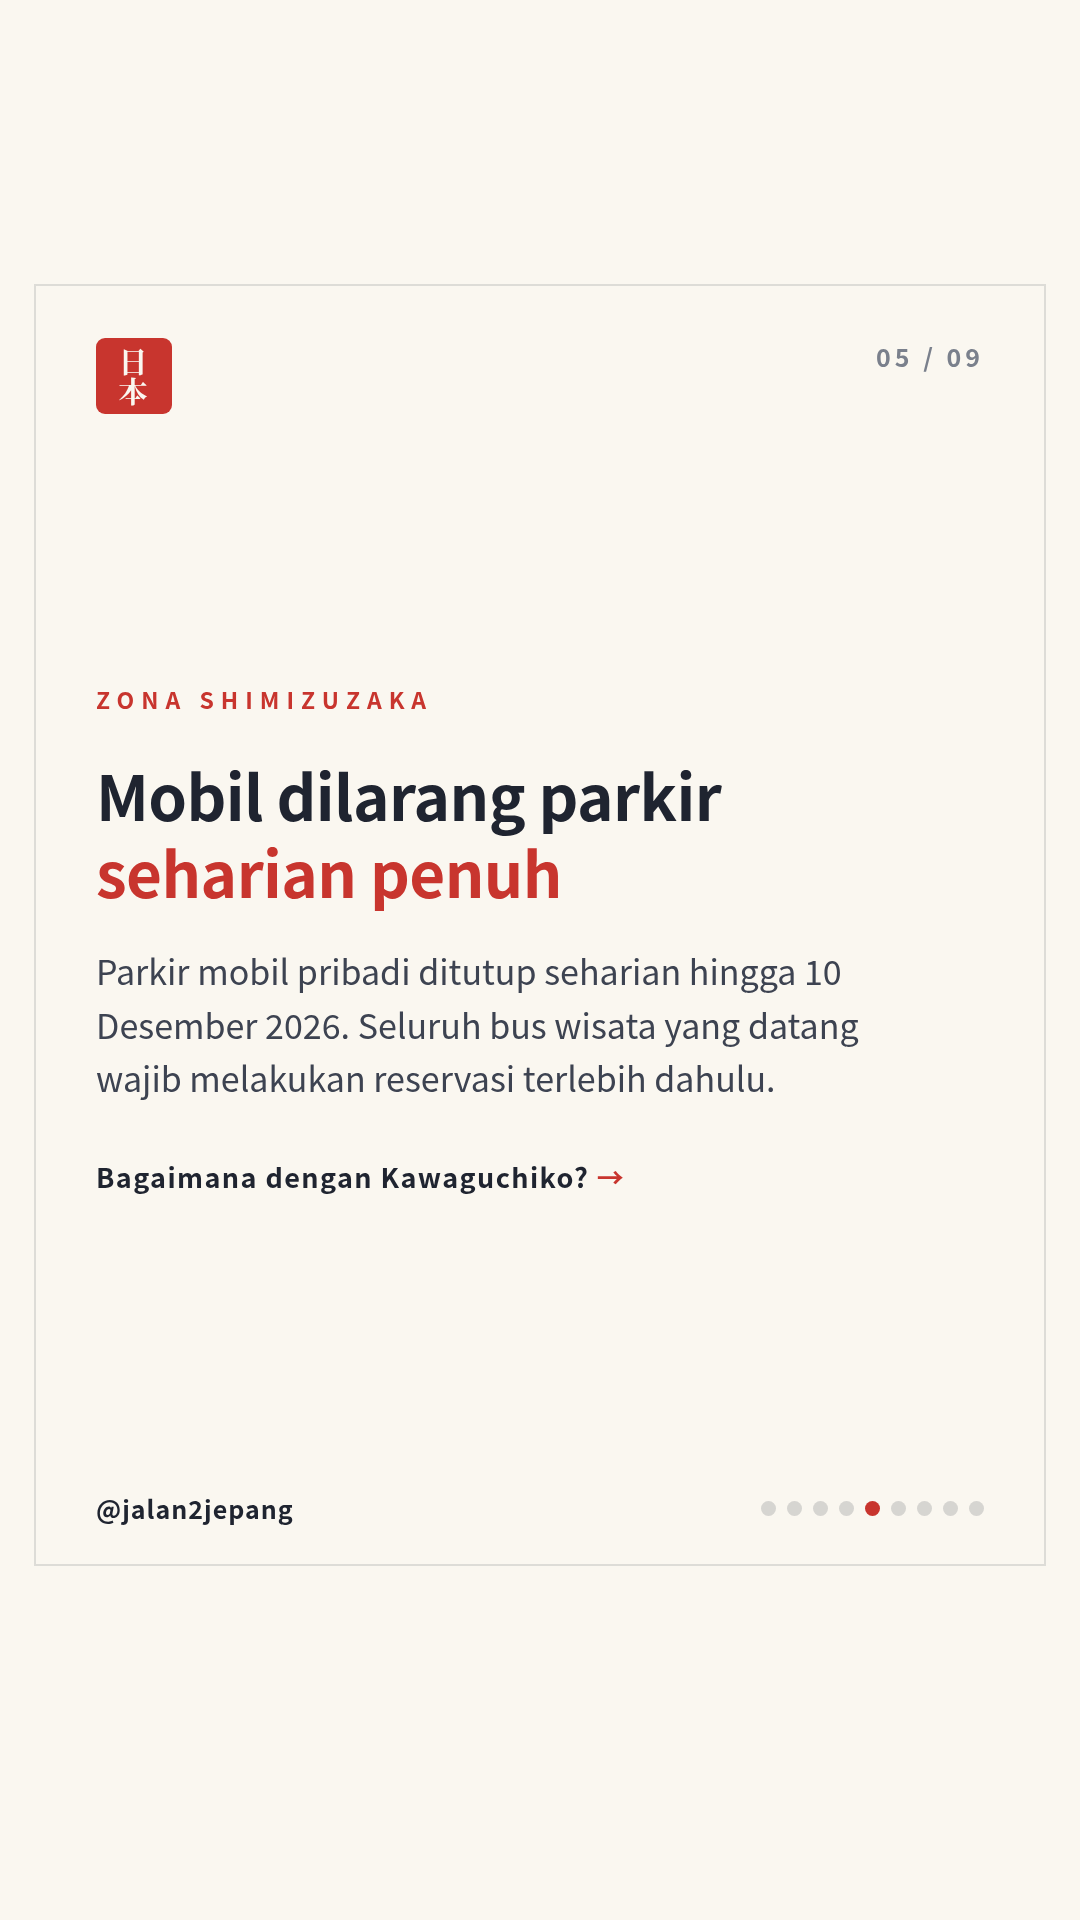 日本
05 / 09
ZONA SHIMIZUZAKA
Mobil dilarang parkir
seharian penuh
Parkir mobil pribadi ditutup seharian hingga 10
Desember 2026. Seluruh bus wisata yang datang
wajib melakukan reservasi terlebih dahulu.
Bagaimana dengan Kawaguchiko? →
@jalan2jepang